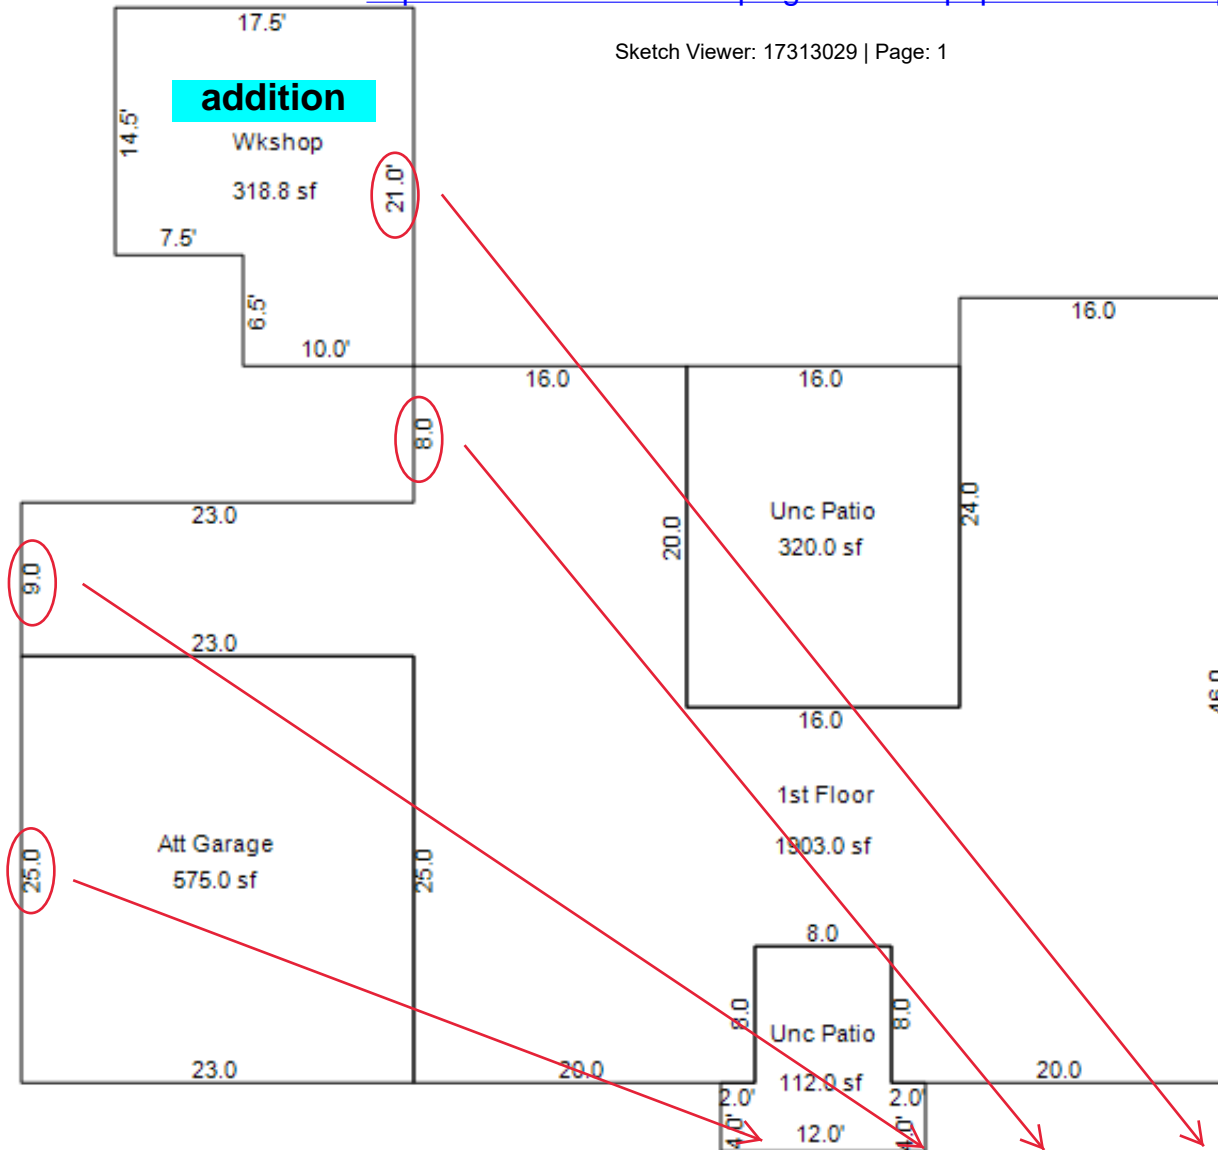 17.5'
Sketch Viewer: 17313029 | Page: 1
addition
14.5'
Wkshop
318.8 sf
21.0'
7.5'
6.5'
10.0'
16.0
16.0
16.0
8.0
23.0
20.0
Unc Patio
320.0 sf
24.0
9.0
23.0
16.0
46.0
1st Floor
1903.0 sf
Att Garage
575.0 sf
25.0
25.0
8.0
8.0
8.0
Unc Patio
112.0 sf
23.0
20.0
20.0
2.0'
2.0'
4.0'
12.0'
4.0'